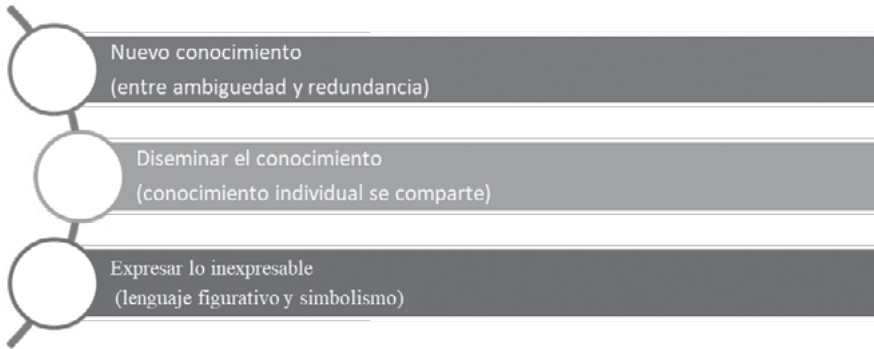 Nuevo conocimiento
(entre ambiguedad y redundancia)
Diseminar el conocimiento
(conocimiento individual se comparte)
Expresar lo inexpresable
(lenguaje figurativo y simbolismo)